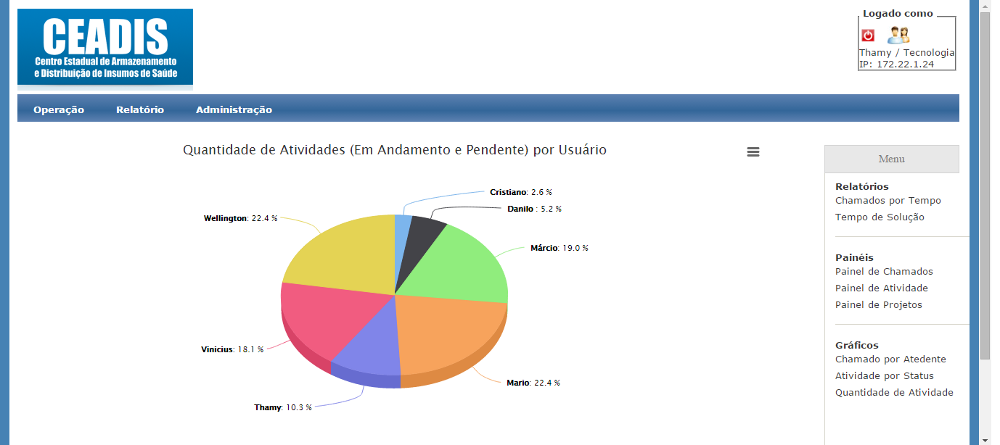 CEADIS
Centro Estadual de Armazenamento
e Distribuição de Insumos de Saúde
Logado como
Thamy / Tecnologia
IP: 172.22.1.24
Operação Relatório Administração
Quantidade de Atividades (Em Andamento e Pendente) por Usuário
Cristiano: 2.6 %
Danilo : 5.2 %
Wellington: 22.4 %
Márcio: 19.0 %
Vinicius: 18.1 %
Mario: 22.4 %
Thamy: 10.3 %
Menu
Relatórios
Chamados por Tempo
Tempo de Solução
Painéis
Painel de Chamados
Painel de Atividade
Painel de Projetos
Gráficos
Chamado por Atedente
Atividade por Status
Quantidade de Atividade